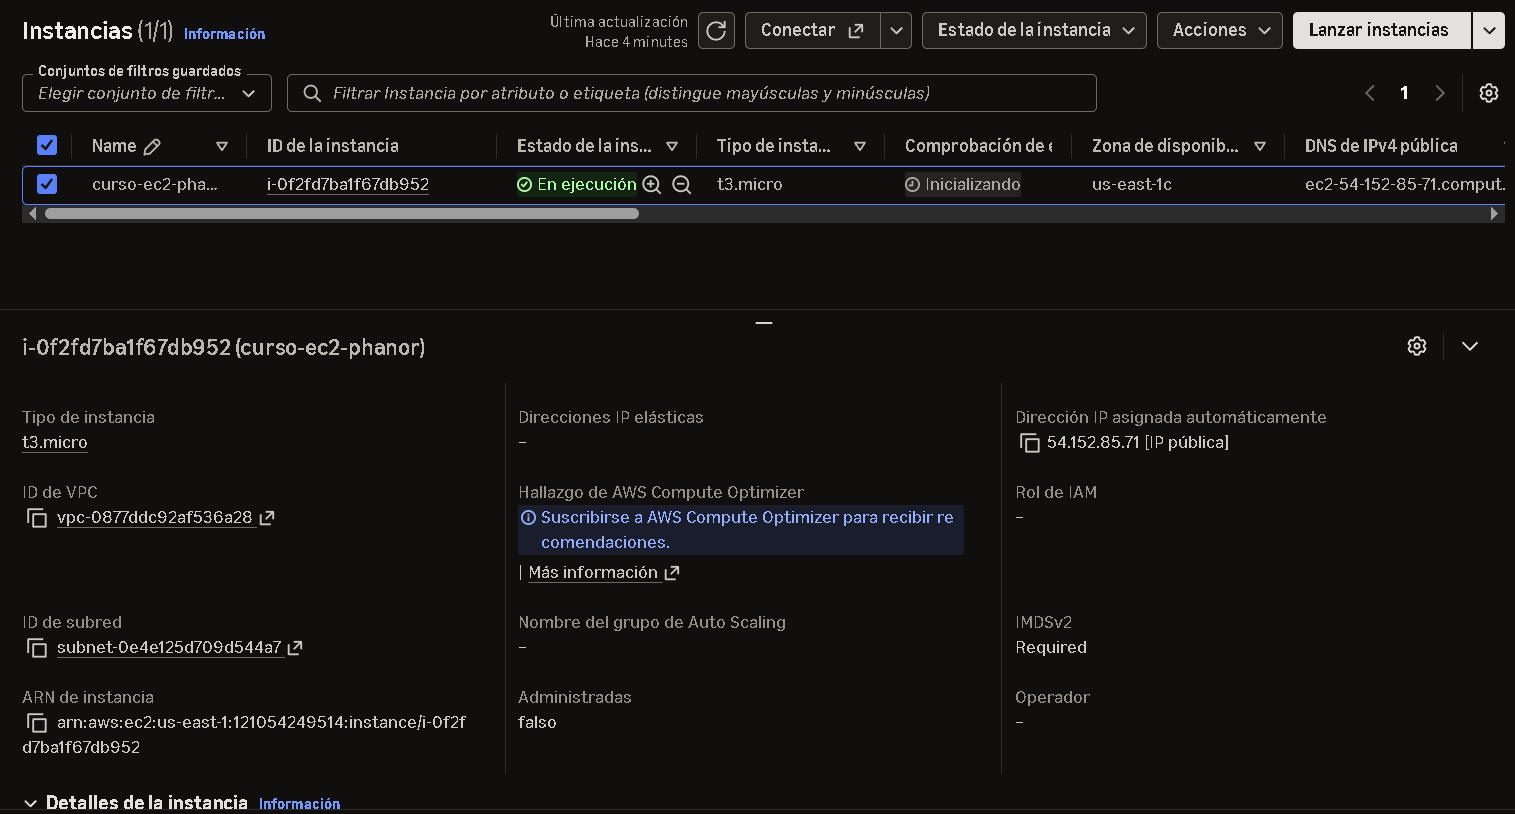 Instancias (1/1) Información
Última actualización
Hace 4 minutes
Conectar
Estado de la instancia
Acciones
Lanzar instancias
Conjuntos de filtros guardados
Elegir conjunto de filtr...
Filtrar Instancia por atributo o etiqueta (distingue mayúsculas y minúsculas)
1
Name ID de la instancia Estado de la ins... Tipo de insta... Comprobación de Zona de disponib... DNS de IPv4 pública
curso-ec2-pha... i-0f2fd7ba1f67db952 En ejecución t3.micro Inicializando us-east-1c ec2-54-152-85-71.comput.
i-0f2fd7ba1f67db952 (curso-ec2-phanor)
Tipo de instancia
t3.micro
Direcciones IP elásticas
–
Dirección IP asignada automáticamente
54.152.85.71 [IP pública]
ID de VPC
vpc-0877ddc92af536a28
Hallazgo de AWS Compute Optimizer
Suscribirse a AWS Compute Optimizer para recibir re
comendaciones.
| Más información
Rol de IAM
–
ID de subred
subnet-0e4e125d709d544a7
Nombre del grupo de Auto Scaling
–
IMDSv2
Required
ARN de instancia
arn:aws:ec2:us-east-1:121054249514:instance/i-0f2f
d7ba1f67db952
Administradas
falso
Operador
–
Detalles de la instancia Información